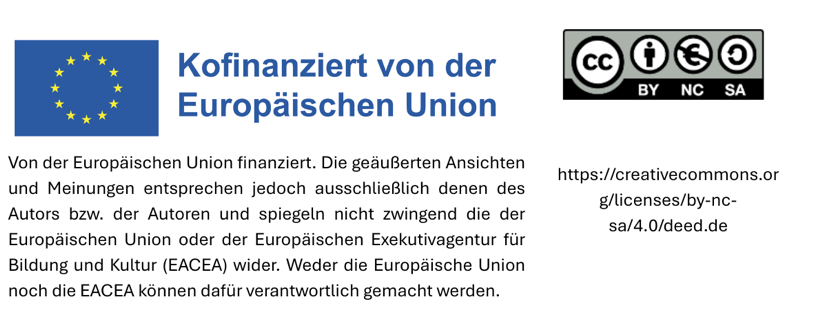 Kofinanziert von der
Europäischen Union
Von der Europäischen Union finanziert. Die geäußerten Ansichten
und Meinungen entsprechen jedoch ausschließlich denen des
Autors bzw. der Autoren und spiegeln nicht zwingend die der
Europäischen Union oder der Europäischen Exekutivagentur für
Bildung und Kultur (EACEA) wider. Weder die Europäische Union
noch die EACEA können dafür verantwortlich gemacht werden.
cc
BY NC SA
https://creativecommons.or
g/licenses/by-nc-
sa/4.0/deed.de